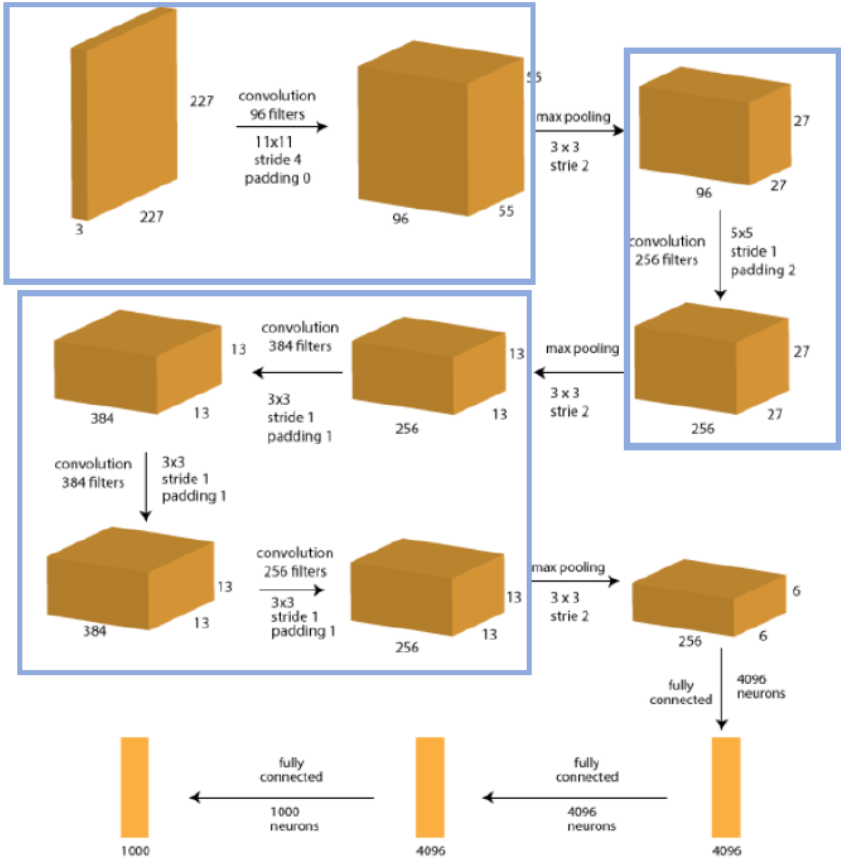 227
227
3
convolution
96 filters
11x11
stride 4
padding 0
55
55
96
max pooling
3 x 3
strie 2
27
27
96
convolution
256 filters
5x5
stride 1
padding 2
27
27
256
max pooling
3 x 3
strie 2
13
13
256
convolution
384 filters
3x3
stride 1
padding 1
13
13
384
convolution
384 filters
3x3
stride 1
padding 1
13
13
384
convolution
256 filters
3x3
stride 1
padding 1
13
13
256
max pooling
3 x 3
strie 2
6
6
256
fully
connected
4096
neurons
4096
fully
connected
4096
neurons
4096
fully
connected
1000
neurons
1000